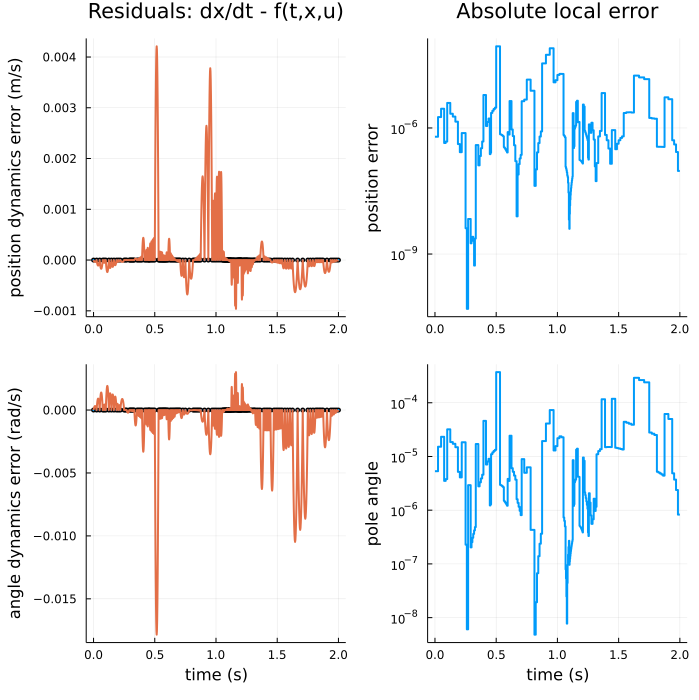 Residuals: dx/dt - f(t,x,u)
position dynamics error (m/s)
0.004
0.003
0.002
0.001
0.000
−0.001
0.0 0.5 1.0 1.5 2.0
Absolute local error
position error
10⁻⁶
10⁻⁹
0.0 0.5 1.0 1.5 2.0
angle dynamics error (rad/s)
0.000
−0.005
−0.010
−0.015
0.0 0.5 1.0 1.5 2.0
time (s)
pole angle
10⁻⁴
10⁻⁵
10⁻⁶
10⁻⁷
10⁻⁸
0.0 0.5 1.0 1.5 2.0
time (s)